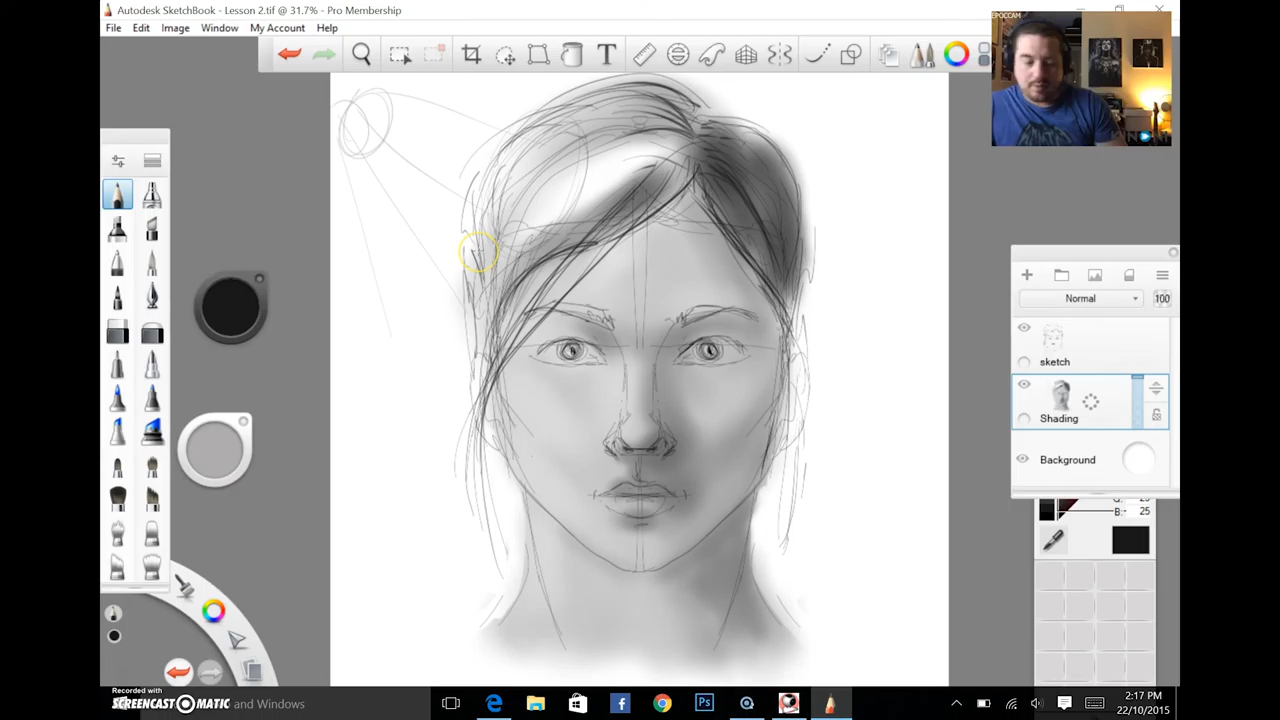 Autodesk SketchBook - Lesson 2.tif @ 31.7% - Pro Membership
File Edit Image Window My Account Help
EPOCCAM
Normal
100
sketch
Shading
Background
B: 25
Recorded with
SCREENCAST MATIC and Windows
2:17 PM
22/10/2015